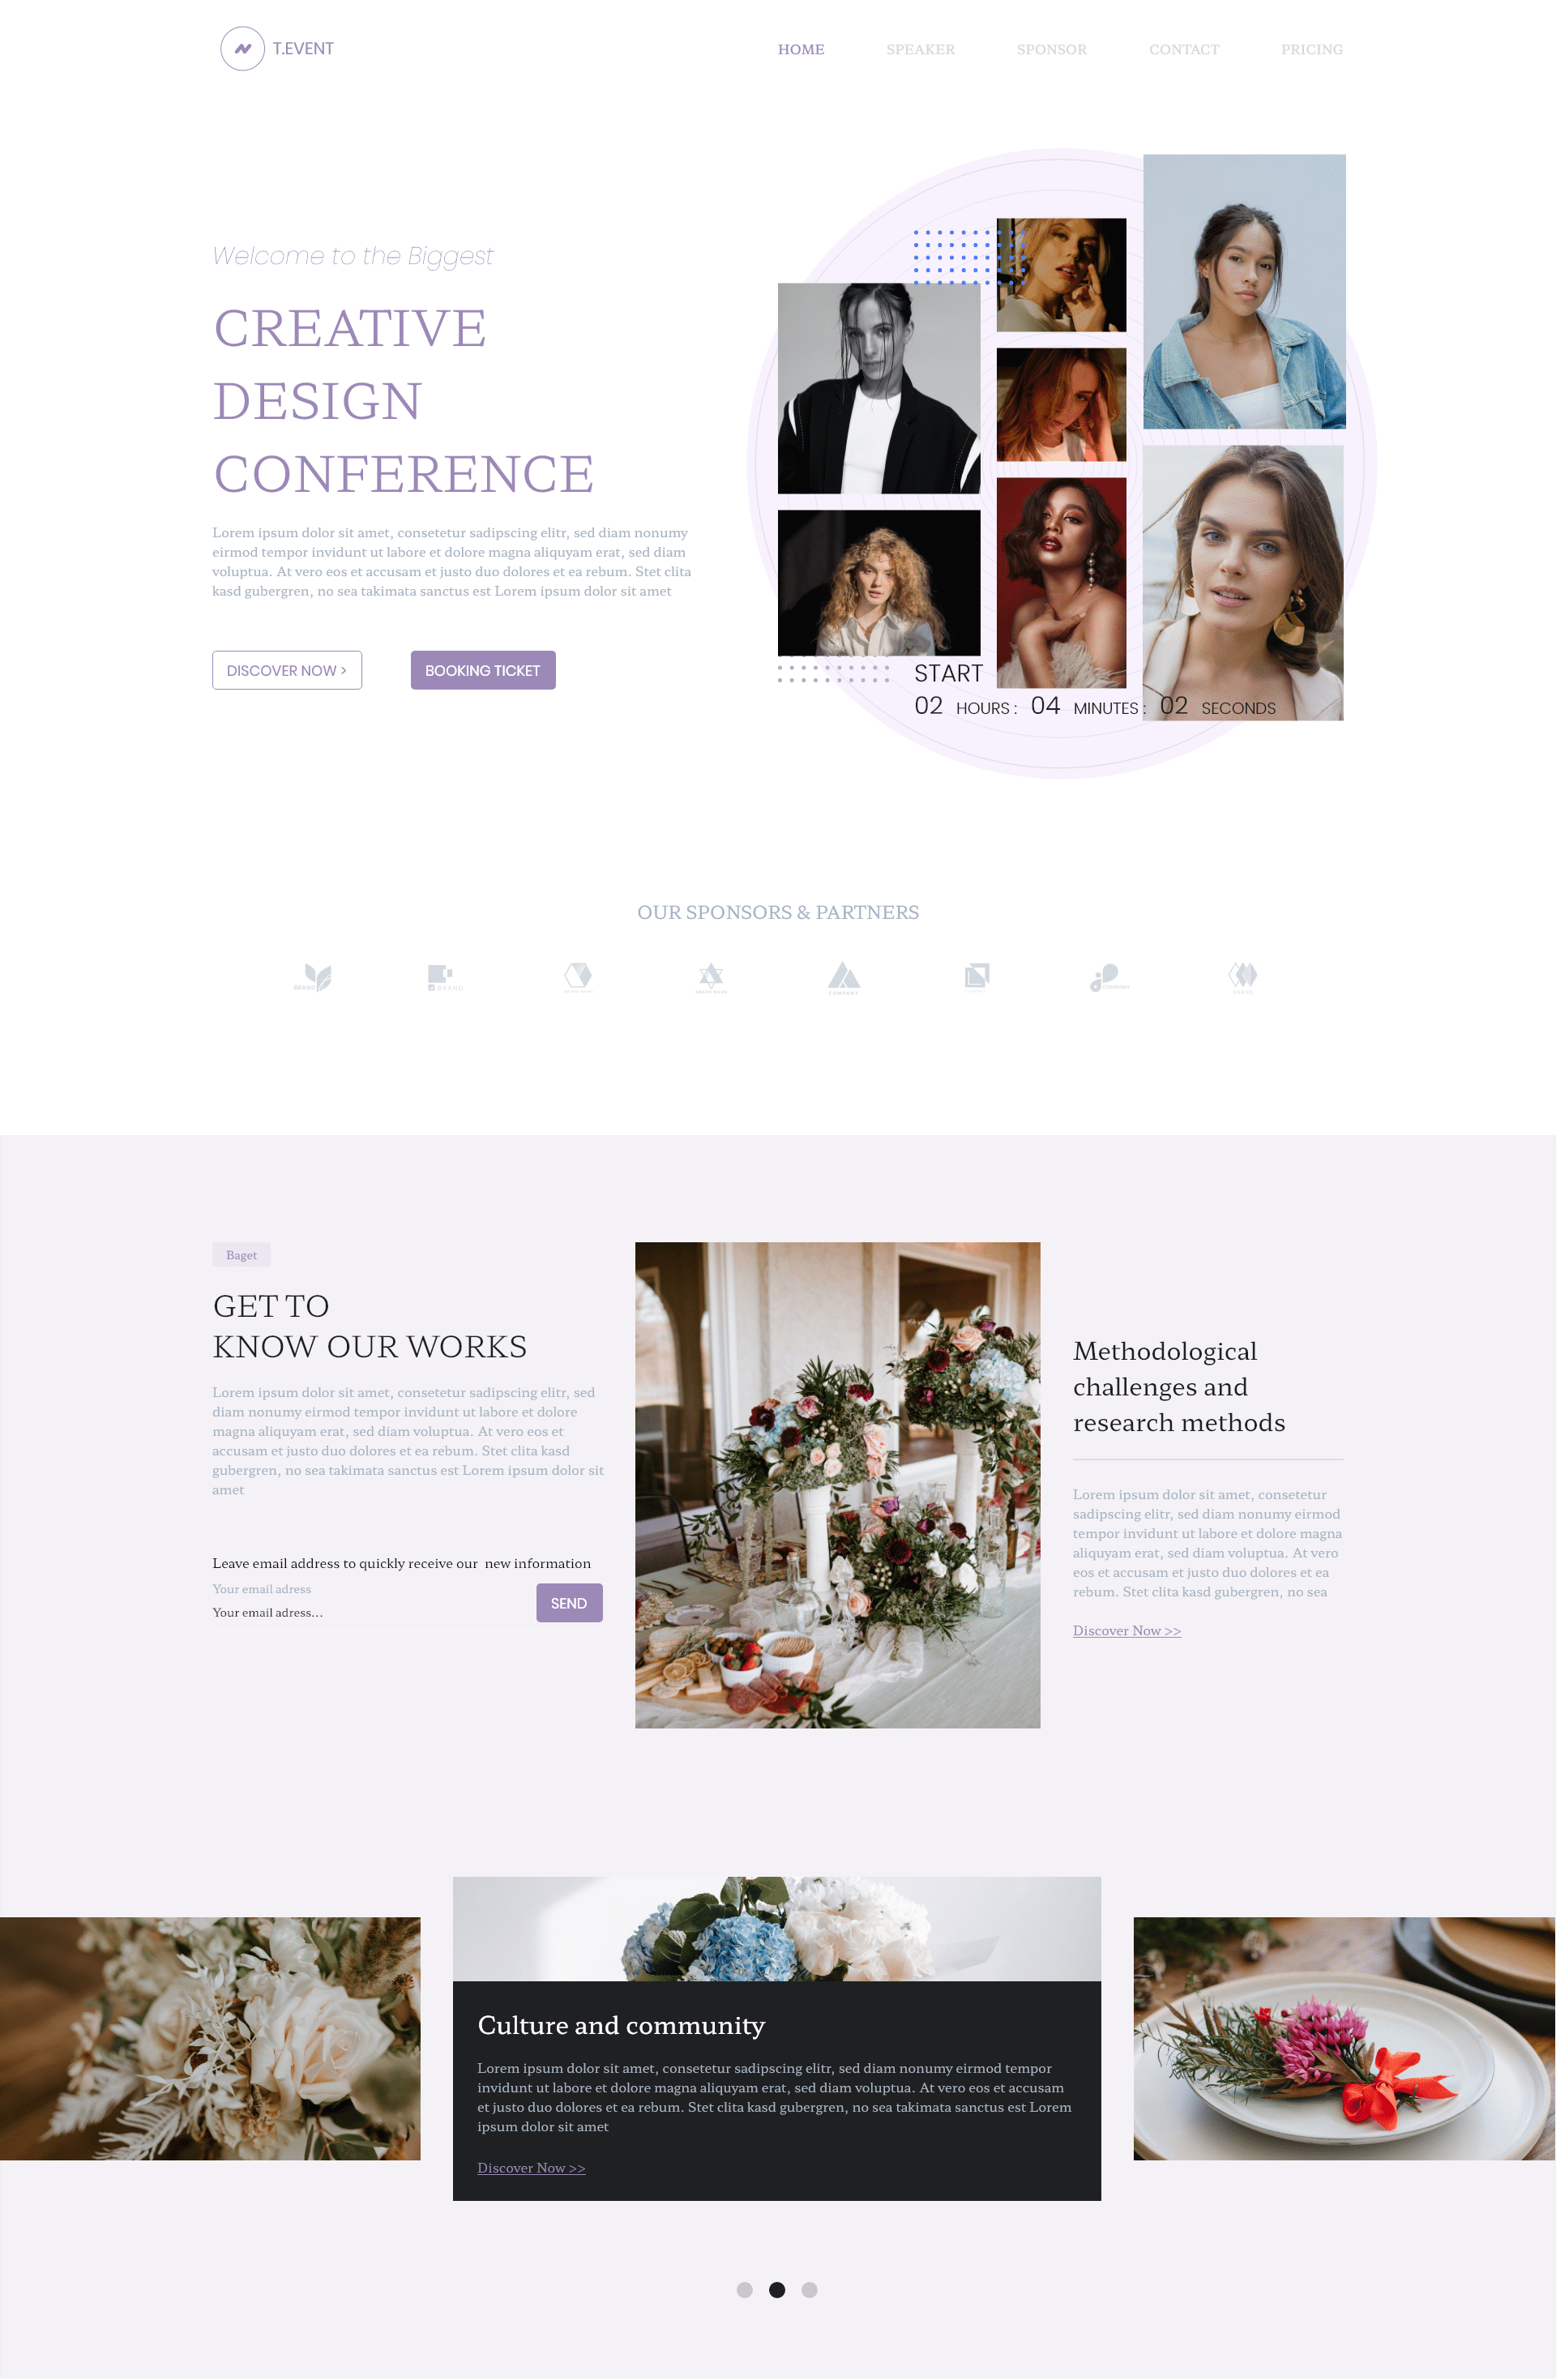 T.EVENT
HOME
SPEAKER
SPONSOR
CONTACT
PRICING
Welcome to the Biggest
CREATIVE
DESIGN
CONFERENCE
Lorem ipsum dolor sit amet, consetetur sadipscing elitr, sed diam nonumy
eirmod tempor invidunt ut labore et dolore magna aliquyam erat, sed diam
voluptua. At vero eos et accusam et justo duo dolores et ea rebum. Stet clita
kasd gubergren, no sea takimata sanctus est Lorem ipsum dolor sit amet
DISCOVER NOW >
BOOKING TICKET
START
02 HOURS : 04 MINUTES : 02 SECONDS
OUR SPONSORS & PARTNERS
BRAND
BRAND
COMPANY
COMPANY
BRAND
Baget
GET TO
KNOW OUR WORKS
Lorem ipsum dolor sit amet, consetetur sadipscing elitr, sed
diam nonumy eirmod tempor invidunt ut labore et dolore
magna aliquyam erat, sed diam voluptua. At vero eos et
accusam et justo duo dolores et ea rebum. Stet clita kasd
gubergren, no sea takimata sanctus est Lorem ipsum dolor sit
amet
Leave email address to quickly receive our  new information
Your email adress
Your email adress...
SEND
Methodological
challenges and
research methods
Lorem ipsum dolor sit amet, consetetur
sadipscing elitr, sed diam nonumy eirmod
tempor invidunt ut labore et dolore magna
aliquyam erat, sed diam voluptua. At vero
eos et accusam et justo duo dolores et ea
rebum. Stet clita kasd gubergren, no sea
Discover Now >>
Culture and community
Lorem ipsum dolor sit amet, consetetur sadipscing elitr, sed diam nonumy eirmod tempor
invidunt ut labore et dolore magna aliquyam erat, sed diam voluptua. At vero eos et accusam
et justo duo dolores et ea rebum. Stet clita kasd gubergren, no sea takimata sanctus est Lorem
ipsum dolor sit amet
Discover Now >>